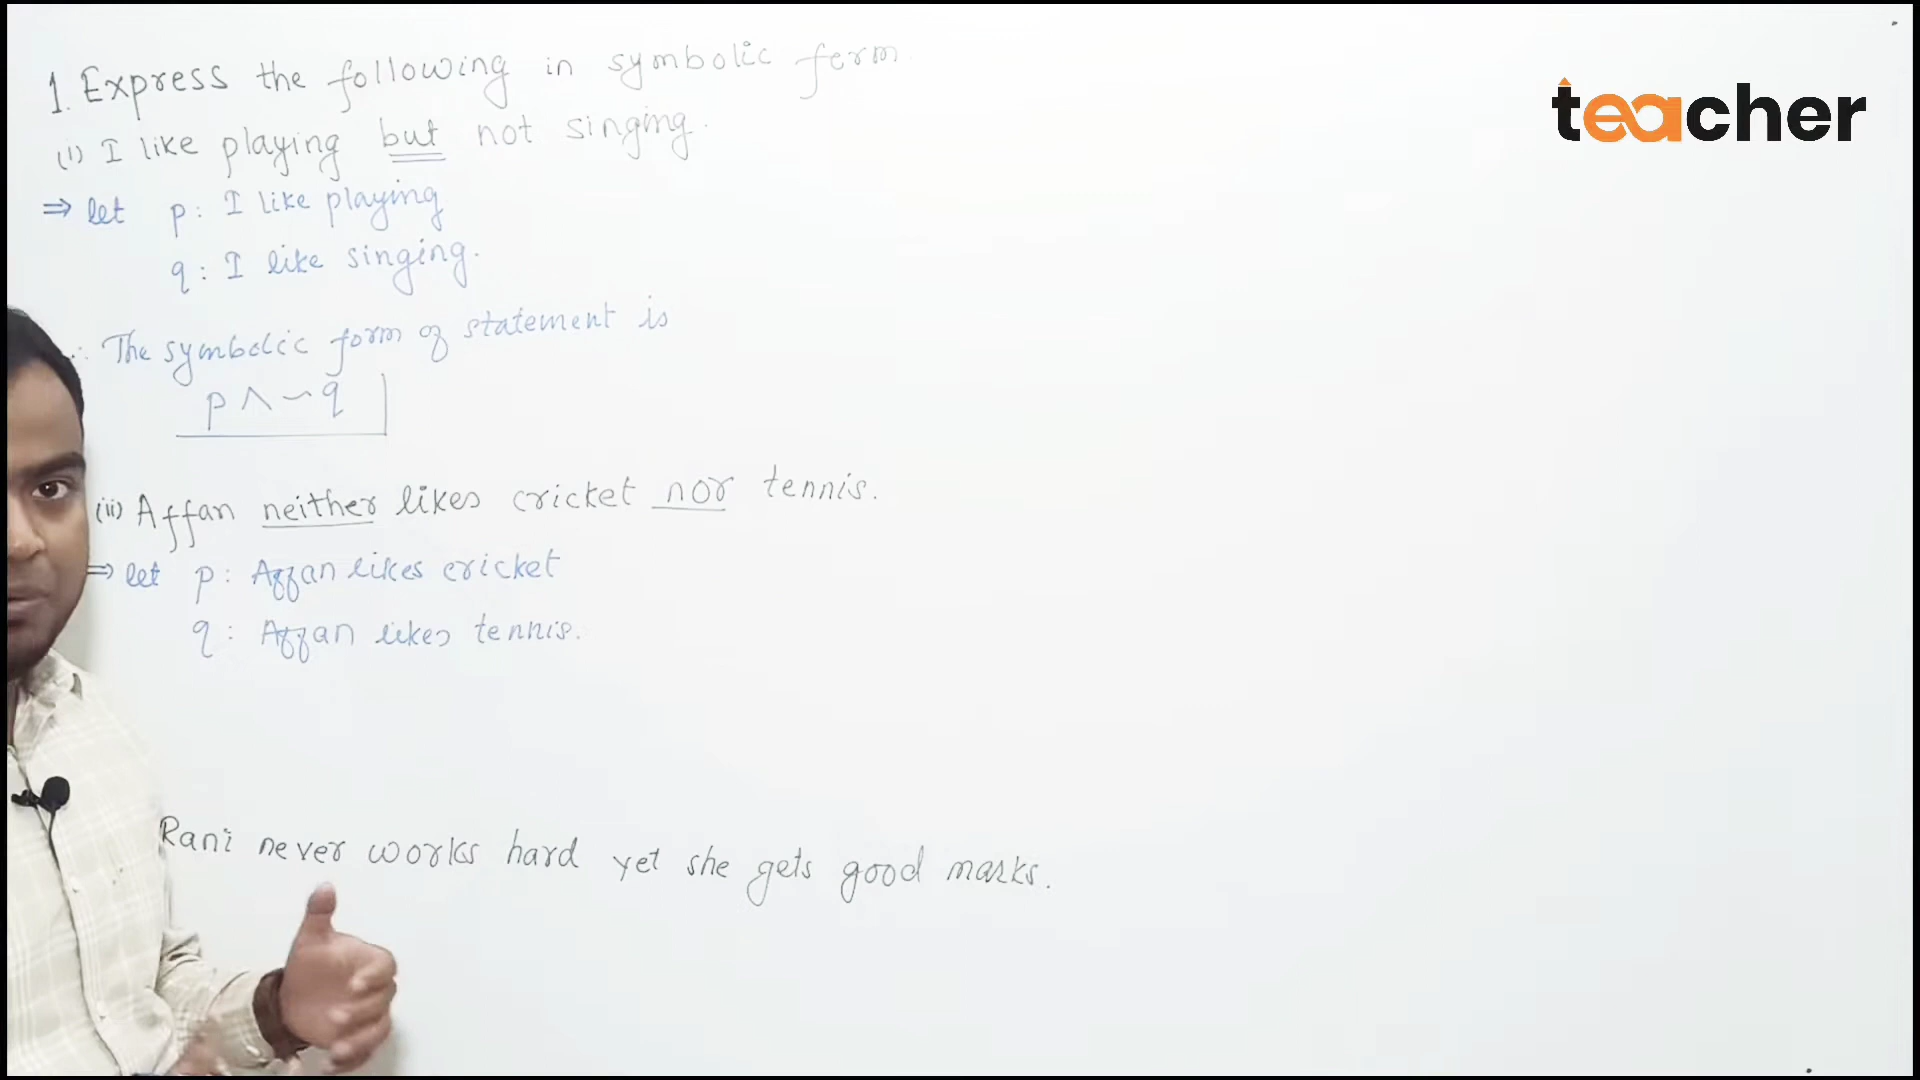 teacher
1. Express the following in symbolic form
(i) I like playing but not singing.
⇒ let p: I like playing
q: I like singing.
∴ The symbolic form of statement is
p ∧ ~q
(ii) Affan neither likes cricket nor tennis.
⇒ let p: Affan likes cricket
q: Affan likes tennis.
Rani never works hard yet she gets good marks.